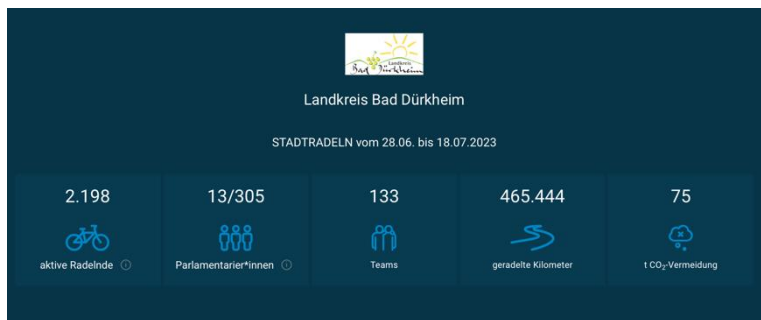 Landkreis
Bad Dürkheim
Landkreis Bad Dürkheim
STADTRADELN vom 28.06. bis 18.07.2023
2.198
13/305
133
465.444
75
aktive Radelnde
Parlamentarier*innen
Teams
geradelte Kilometer
t CO₂-Vermeidung